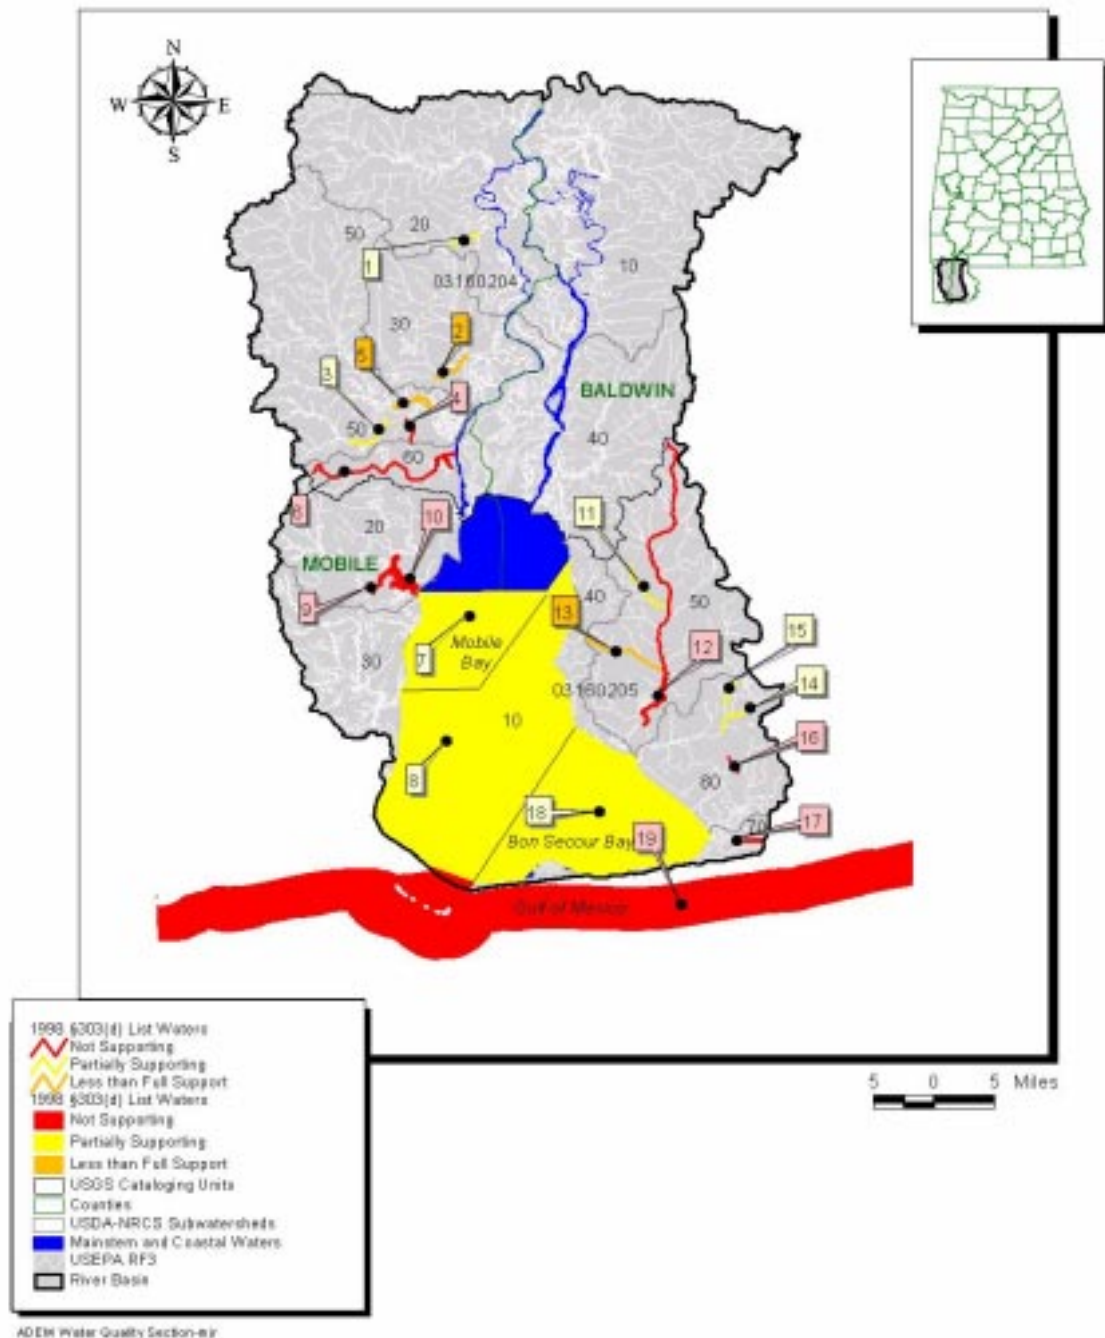 N
W E
S
50
20
1
03160204
10
30
2
5
3
4
BALDWIN
50
40
60
6
11
20
10
MOBILE
9
40
50
13
15
7
Mobile
Bay
12
30
03160205
14
10
16
8
80
18
70
17
Bon Secour Bay
19
Gulf of Mexico
1998 §303(d) List Waters
Not Supporting
Partially Supporting
Less than Full Support
1998 §303(d) List Waters
Not Supporting
Partially Supporting
Less than Full Support
USGS Cataloging Units
Counties
USDA-NRCS Subwatersheds
Mainstem and Coastal Waters
USEPA RF3
River Basin
5 0 5 Miles
ADEM Water Quality Section-mjr